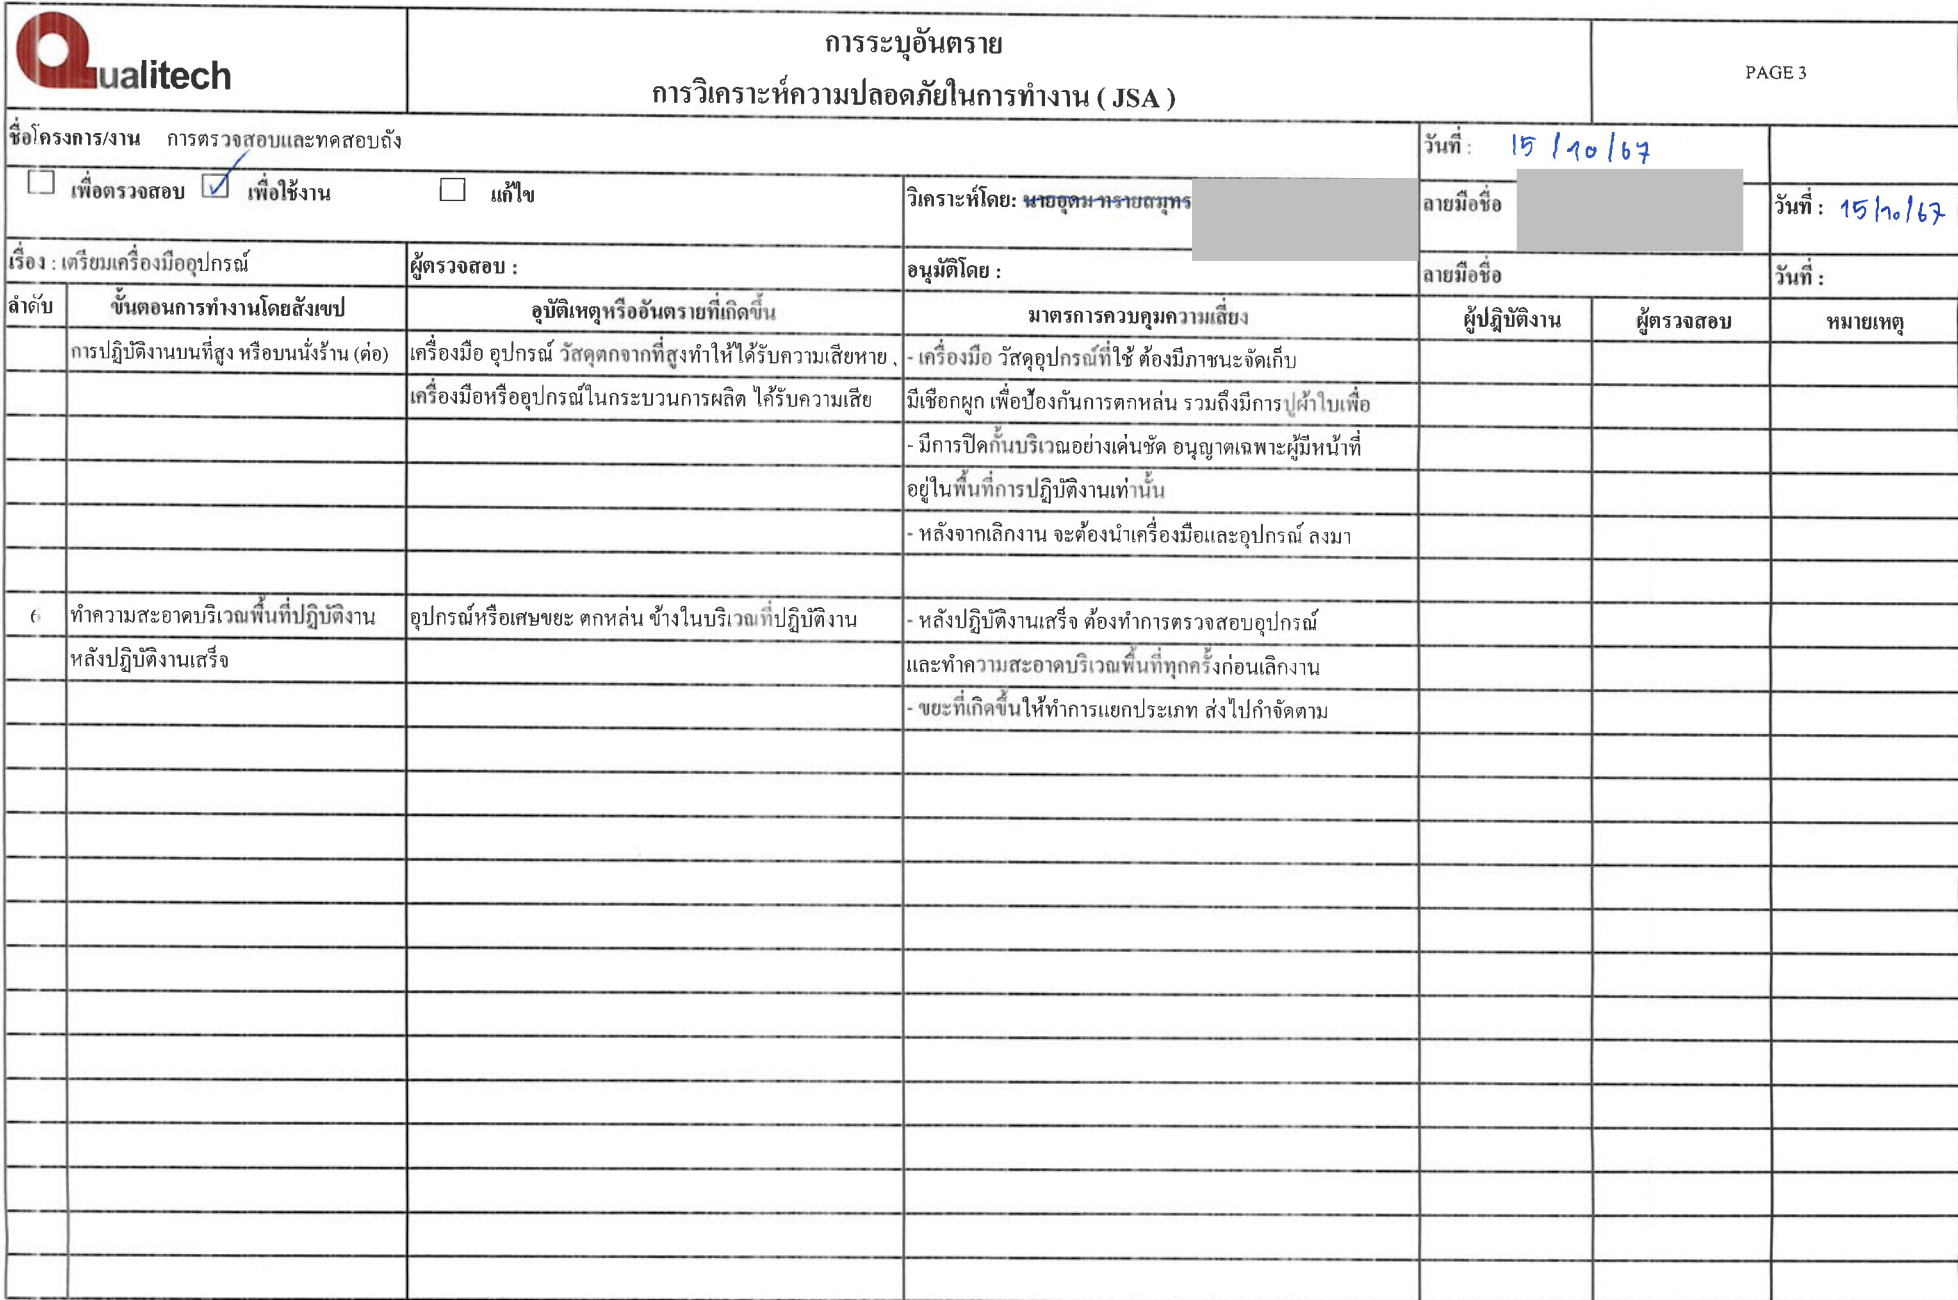 Qualitech
การระบุอันตราย
การวิเคราะห์ความปลอดภัยในการทำงาน ( JSA )
PAGE 3
ชื่อโครงการ/งาน การตรวจสอบและทดสอบถัง
วันที่ : 15/10/67
เพื่อตรวจสอบ เพื่อใช้งาน แก้ไข
วิเคราะห์โดย: นายอุดม ทรายสมุทร
ลายมือชื่อ
วันที่ : 15/10/67
เรื่อง : เตรียมเครื่องมืออุปกรณ์
ผู้ตรวจสอบ :
อนุมัติโดย :
ลายมือชื่อ
วันที่ :
ลำดับ ขั้นตอนการทำงานโดยสังเขป อุบัติเหตุหรืออันตรายที่เกิดขึ้น มาตรการควบคุมความเสี่ยง ผู้ปฎิบัติงาน ผู้ตรวจสอบ หมายเหตุ
การปฏิบัติงานบนที่สูง หรือบนนั่งร้าน (ต่อ) เครื่องมือ อุปกรณ์ วัสดุตกจากที่สูงทำให้ได้รับความเสียหาย , - เครื่องมือ วัสดุอุปกรณ์ที่ใช้ ต้องมีภาชนะจัดเก็บ
เครื่องมือหรืออุปกรณ์ในกระบวนการผลิต ได้รับความเสีย มีเชือกผูก เพื่อป้องกันการตกหล่น รวมถึงมีการปูผ้าใบเพื่อ
- มีการปิดกั้นบริเวณอย่างเด่นชัด อนุญาตเฉพาะผู้มีหน้าที่
อยู่ในพื้นที่การปฏิบัติงานเท่านั้น
- หลังจากเลิกงาน จะต้องนำเครื่องมือและอุปกรณ์ ลงมา
6 ทำความสะอาดบริเวณพื้นที่ปฏิบัติงาน อุปกรณ์หรือเศษขยะ ตกหล่น ข้างในบริเวณที่ปฏิบัติงาน - หลังปฏิบัติงานเสร็จ ต้องทำการตรวจสอบอุปกรณ์
หลังปฏิบัติงานเสร็จ และทำความสะอาดบริเวณพื้นที่ทุกครั้งก่อนเลิกงาน
- ขยะที่เกิดขึ้นให้ทำการแยกประเภท ส่งไปกำจัดตาม